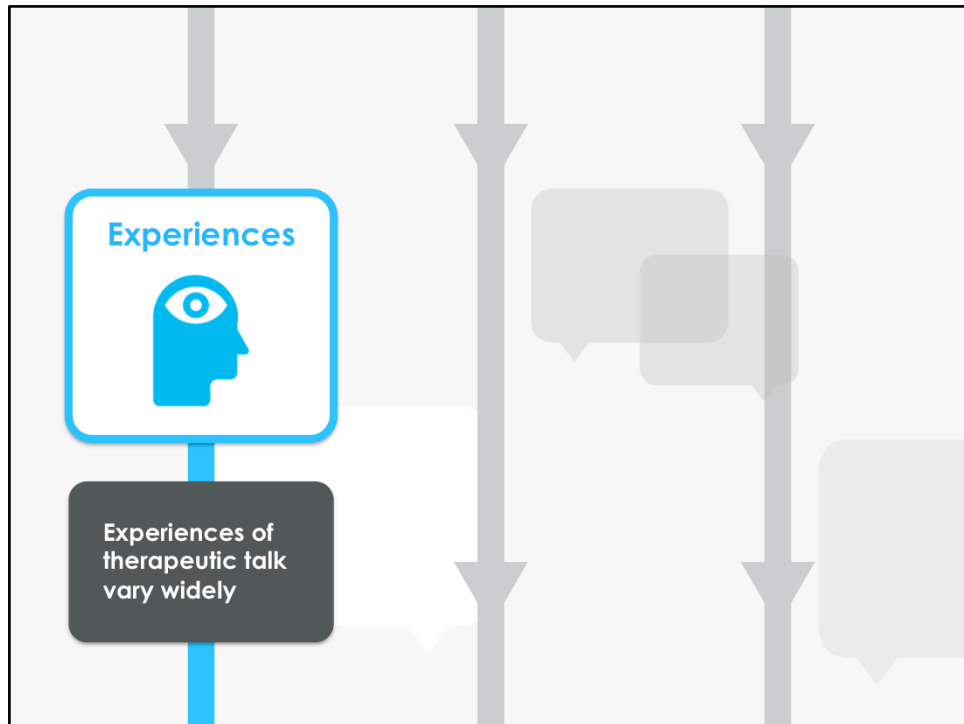 Experiences
Experiences of
therapeutic talk
vary widely